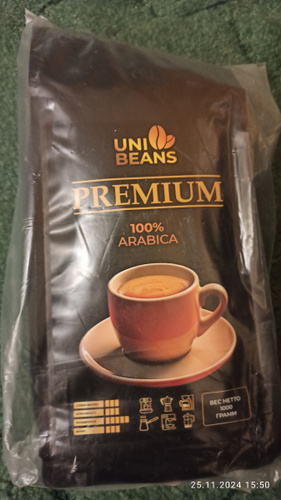 UNI
BEANS
PREMIUM
100%
ARABICA
ВЕС НЕТТО
1000
ГРАММ
25.11.2024 15:50